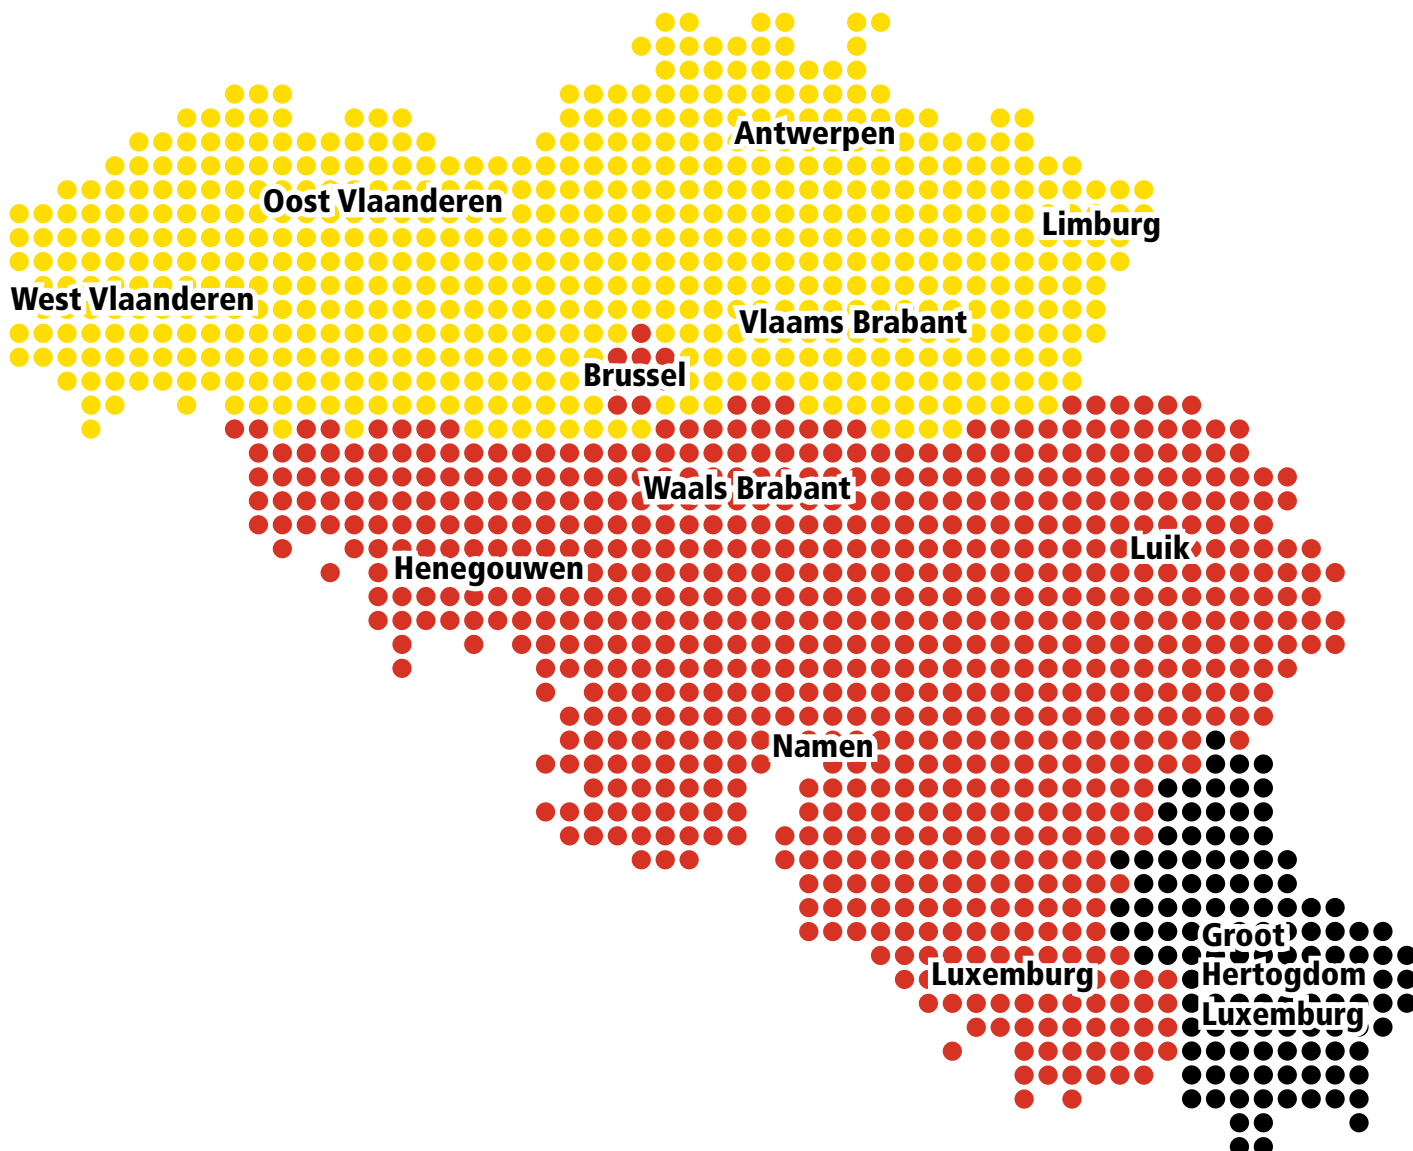 Antwerpen
Oost Vlaanderen
Limburg
West Vlaanderen
Vlaams Brabant
Brussel
Waals Brabant
Luik
Henegouwen
Namen
Luxemburg
Groot
Hertogdom
Luxemburg